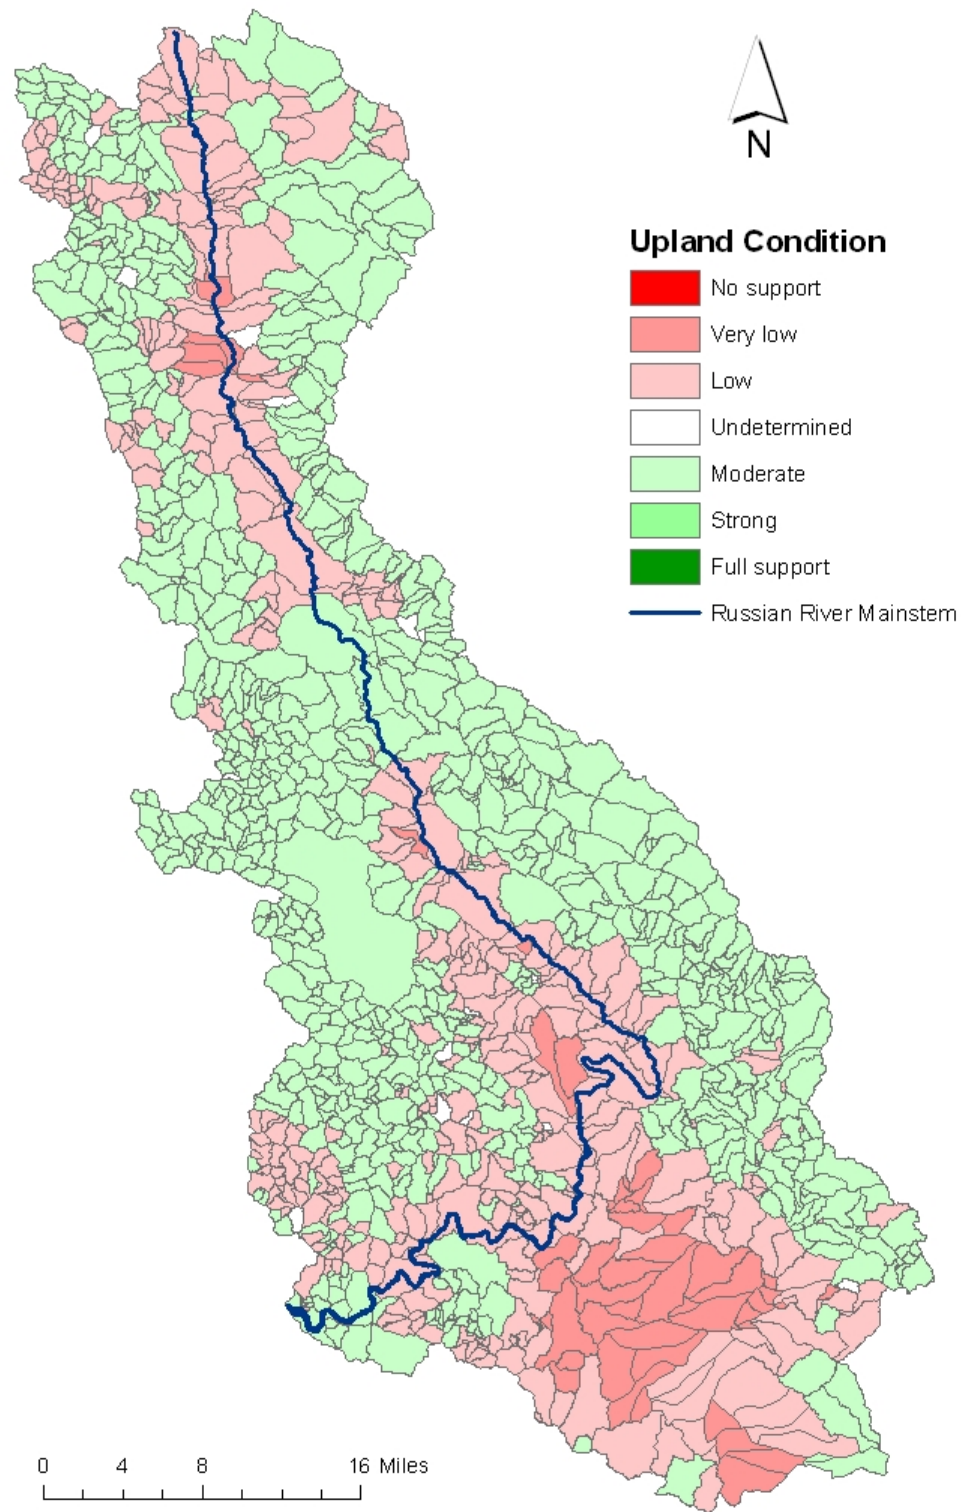 N
Upland Condition
No support
Very low
Low
Undetermined
Moderate
Strong
Full support
Russian River Mainstem
0 4 8 16 Miles